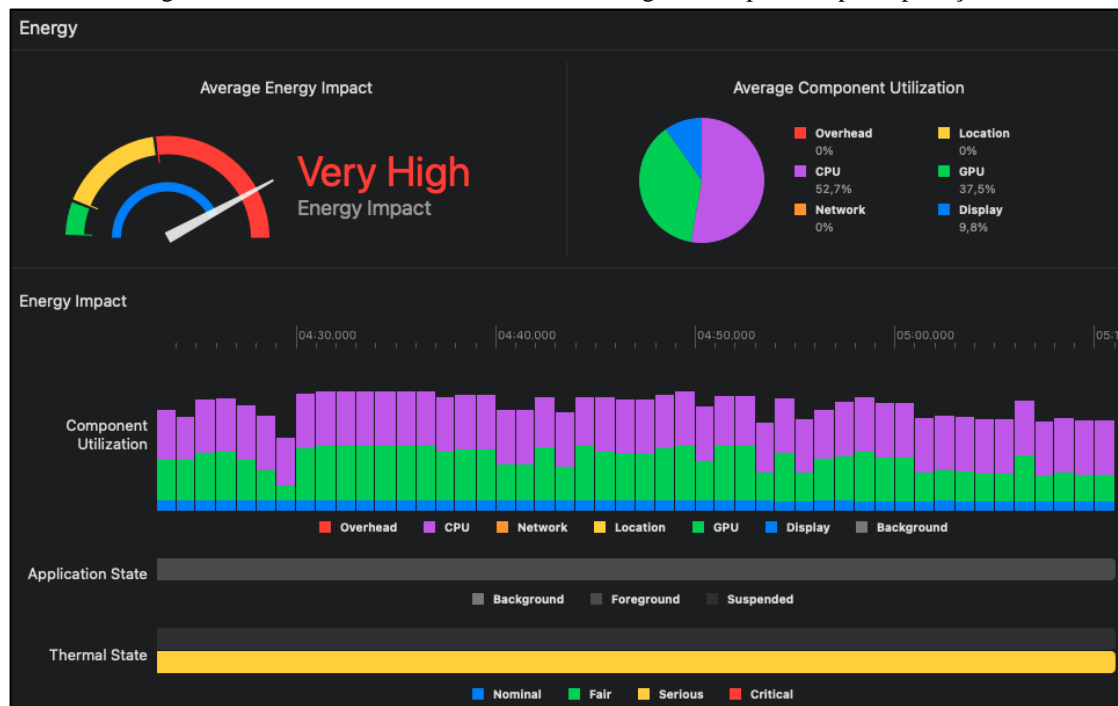 Energy
Average Energy Impact
Very High
Energy Impact
Average Component Utilization
Overhead
0%
Location
0%
CPU
52,7%
GPU
37,5%
Network
0%
Display
9,8%
Energy Impact
04:30.000 04:40.000 04:50.000 05:00.000
Component
Utilization
Overhead CPU Network Location GPU Display Background
Application State
Background Foreground Suspended
Thermal State
Nominal Fair Serious Critical